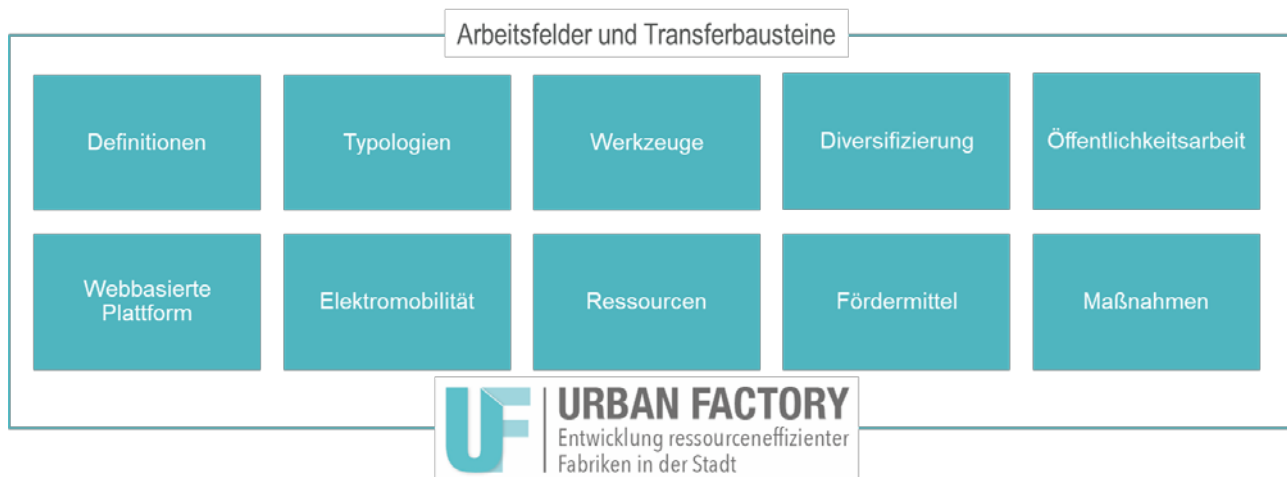 Arbeitsfelder und Transferbausteine
Definitionen
Typologien
Werkzeuge
Diversifizierung
Öffentlichkeitsarbeit
Webbasierte
Plattform
Elektromobilität
Ressourcen
Fördermittel
Maßnahmen
UF
URBAN FACTORY
Entwicklung ressourceneffizienter
Fabriken in der Stadt